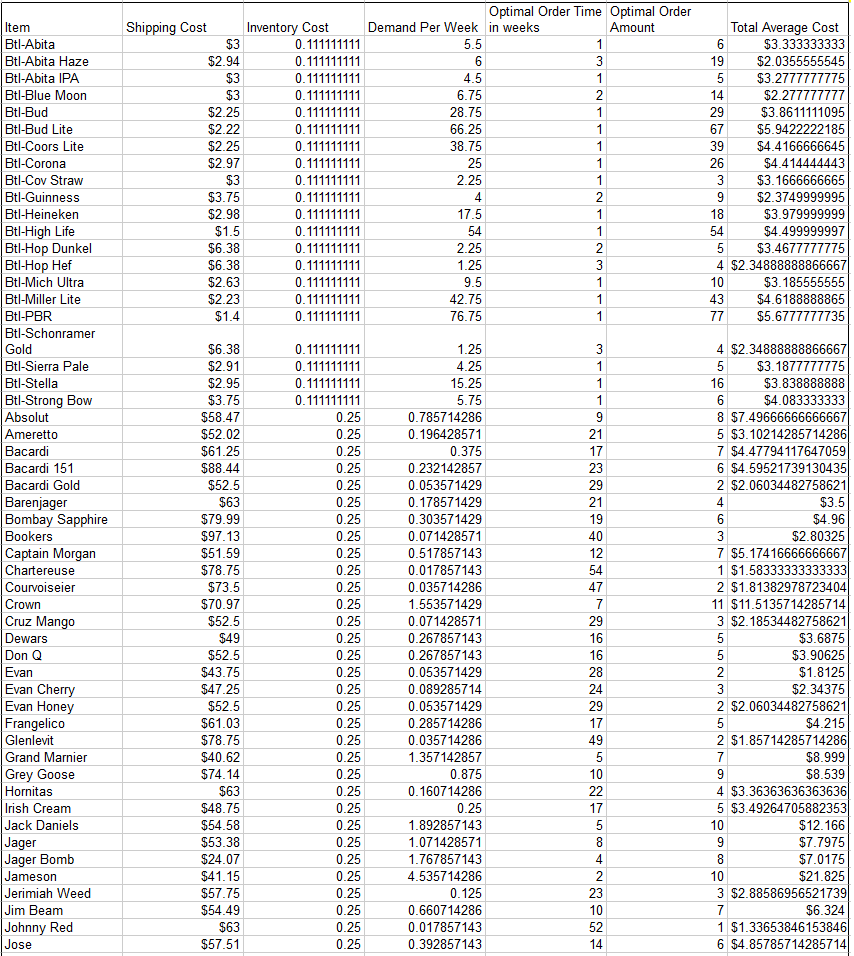 Optimal Order Time Optimal Order
Item Shipping Cost Inventory Cost Demand Per Week in weeks Amount Total Average Cost
Btl-Abita $3 0.111111111 5.5 1 6 $3.333333333
Btl-Abita Haze $2.94 0.111111111 6 3 19 $2.0355555545
Btl-Abita IPA $3 0.111111111 4.5 1 5 $3.2777777775
Btl-Blue Moon $3 0.111111111 6.75 2 14 $2.277777777
Btl-Bud $2.25 0.111111111 28.75 1 29 $3.8611111095
Btl-Bud Lite $2.22 0.111111111 66.25 1 67 $5.9422222185
Btl-Coors Lite $2.25 0.111111111 38.75 1 39 $4.4166666645
Btl-Corona $2.97 0.111111111 25 1 26 $4.414444443
Btl-Cov Straw $3 0.111111111 2.25 1 3 $3.1666666665
Btl-Guinness $3.75 0.111111111 4 2 9 $2.3749999995
Btl-Heineken $2.98 0.111111111 17.5 1 18 $3.979999999
Btl-High Life $1.5 0.111111111 54 1 54 $4.499999997
Btl-Hop Dunkel $6.38 0.111111111 2.25 2 5 $3.4677777775
Btl-Hop Hef $6.38 0.111111111 1.25 3 4 $2.34888888866667
Btl-Mich Ultra $2.63 0.111111111 9.5 1 10 $3.185555555
Btl-Miller Lite $2.23 0.111111111 42.75 1 43 $4.6188888865
Btl-PBR $1.4 0.111111111 76.75 1 77 $5.6777777735
Btl-Schonramer
Gold $6.38 0.111111111 1.25 3 4 $2.34888888866667
Btl-Sierra Pale $2.91 0.111111111 4.25 1 5 $3.1877777775
Btl-Stella $2.95 0.111111111 15.25 1 16 $3.838888888
Btl-Strong Bow $3.75 0.111111111 5.75 1 6 $4.083333333
Absolut $58.47 0.25 0.785714286 9 8 $7.49666666666667
Ameretto $52.02 0.25 0.196428571 21 5 $3.10214285714286
Bacardi $61.25 0.25 0.375 17 7 $4.47794117647059
Bacardi 151 $88.44 0.25 0.232142857 23 6 $4.59521739130435
Bacardi Gold $52.5 0.25 0.053571429 29 2 $2.06034482758621
Barenjager $63 0.25 0.178571429 21 4 $3.5
Bombay Sapphire $79.99 0.25 0.303571429 19 6 $4.96
Bookers $97.13 0.25 0.071428571 40 3 $2.80325
Captain Morgan $51.59 0.25 0.517857143 12 7 $5.17416666666667
Chartereuse $78.75 0.25 0.017857143 54 1 $1.58333333333333
Courvoiseier $73.5 0.25 0.035714286 47 2 $1.81382978723404
Crown $70.97 0.25 1.553571429 7 11 $11.5135714285714
Cruz Mango $52.5 0.25 0.071428571 29 3 $2.18534482758621
Dewars $49 0.25 0.267857143 16 5 $3.6875
Don Q $52.5 0.25 0.267857143 16 5 $3.90625
Evan $43.75 0.25 0.053571429 28 2 $1.8125
Evan Cherry $47.25 0.25 0.089285714 24 3 $2.34375
Evan Honey $52.5 0.25 0.053571429 29 2 $2.06034482758621
Frangelico $61.03 0.25 0.285714286 17 5 $4.215
Glenlevit $78.75 0.25 0.035714286 49 2 $1.85714285714286
Grand Marnier $40.62 0.25 1.357142857 5 7 $8.999
Grey Goose $74.14 0.25 0.875 10 9 $8.539
Hornitas $63 0.25 0.160714286 22 4 $3.36363636363636
Irish Cream $48.75 0.25 0.25 17 5 $3.49264705882353
Jack Daniels $54.58 0.25 1.892857143 5 10 $12.166
Jager $53.38 0.25 1.071428571 8 9 $7.7975
Jager Bomb $24.07 0.25 1.767857143 4 8 $7.0175
Jameson $41.15 0.25 4.535714286 2 10 $21.825
Jerimiah Weed $57.75 0.25 0.125 23 3 $2.88586956521739
Jim Beam $54.49 0.25 0.660714286 10 7 $6.324
Johnny Red $63 0.25 0.017857143 52 1 $1.33653846153846
Jose $57.51 0.25 0.392857143 14 6 $4.85785714285714